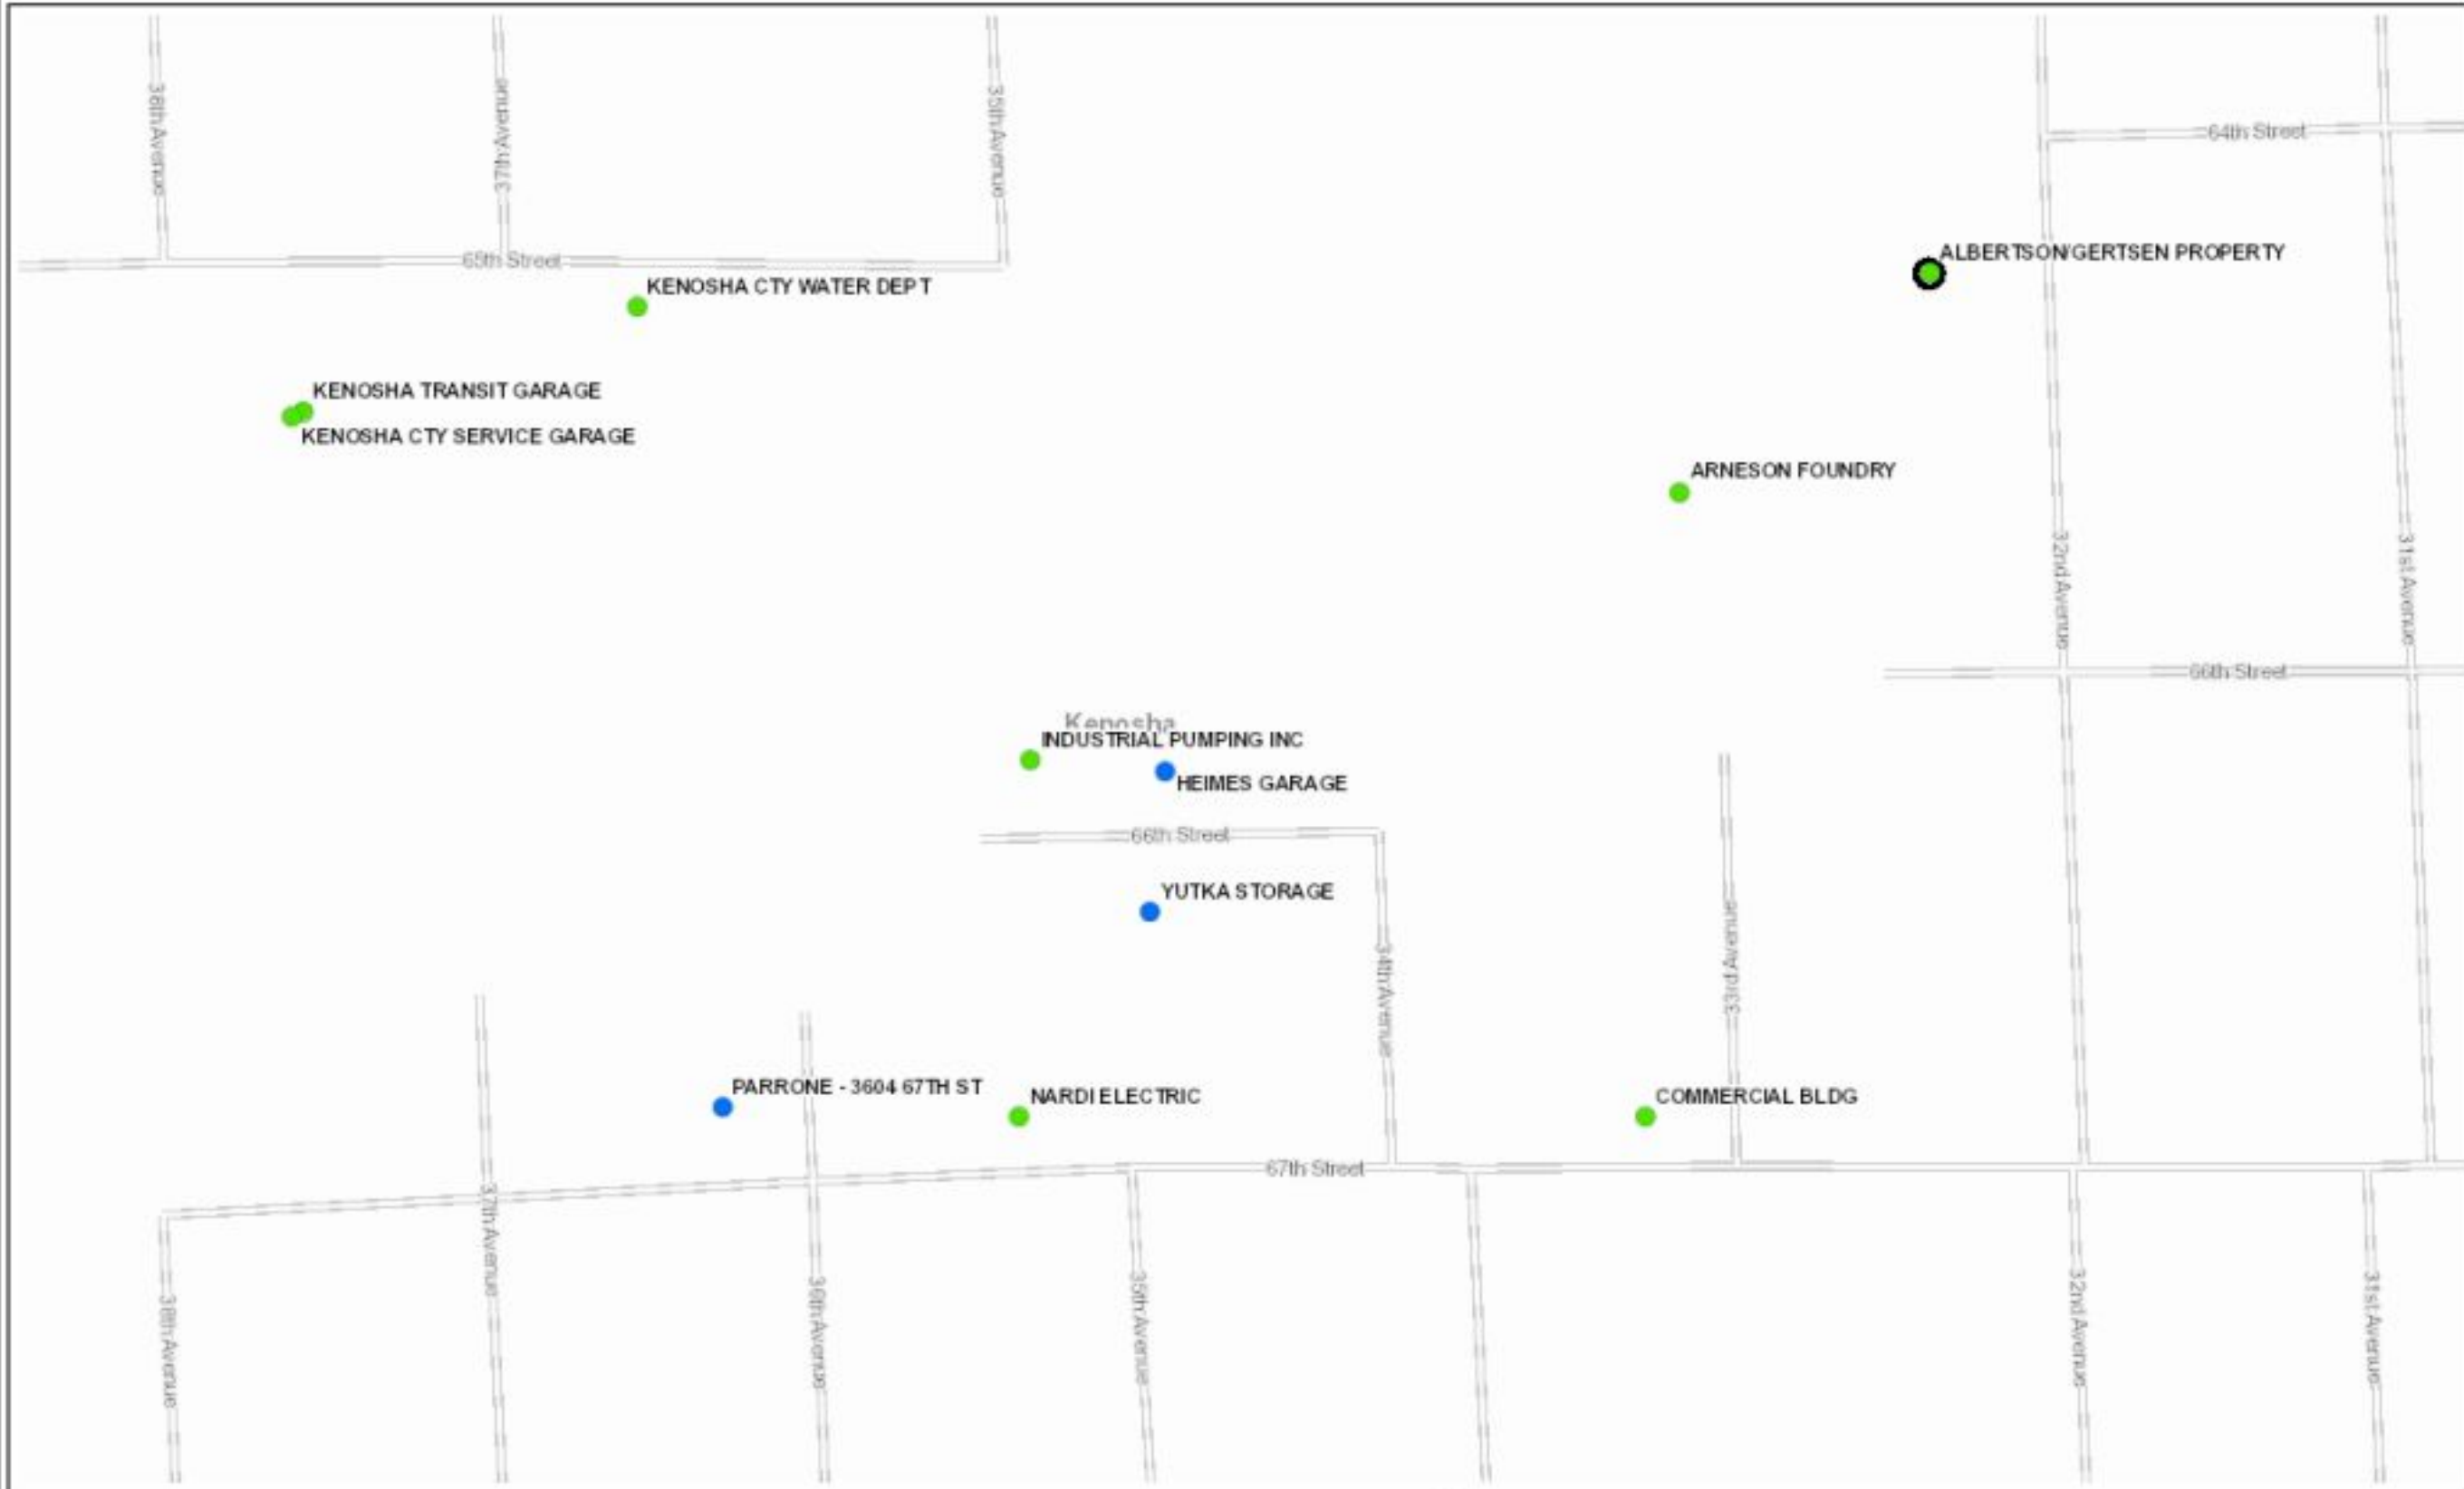 38th Avenue
37th Avenue
35th Avenue
64th Street
65th Street
ALBERTSON/GERTSEN PROPERTY
KENOSHA CTY WATER DEPT
KENOSHA TRANSIT GARAGE
KENOSHA CTY SERVICE GARAGE
ARNESON FOUNDRY
32nd Avenue
31st Avenue
66th Street
Kenosha
INDUSTRIAL PUMPING INC
HEIMES GARAGE
66th Street
YUTKA STORAGE
34th Avenue
33rd Avenue
PARRONE - 3604 67TH ST
NARDI ELECTRIC
COMMERCIAL BLDG
67th Street
38th Avenue
37th Avenue
36th Avenue
35th Avenue
32nd Avenue
31st Avenue